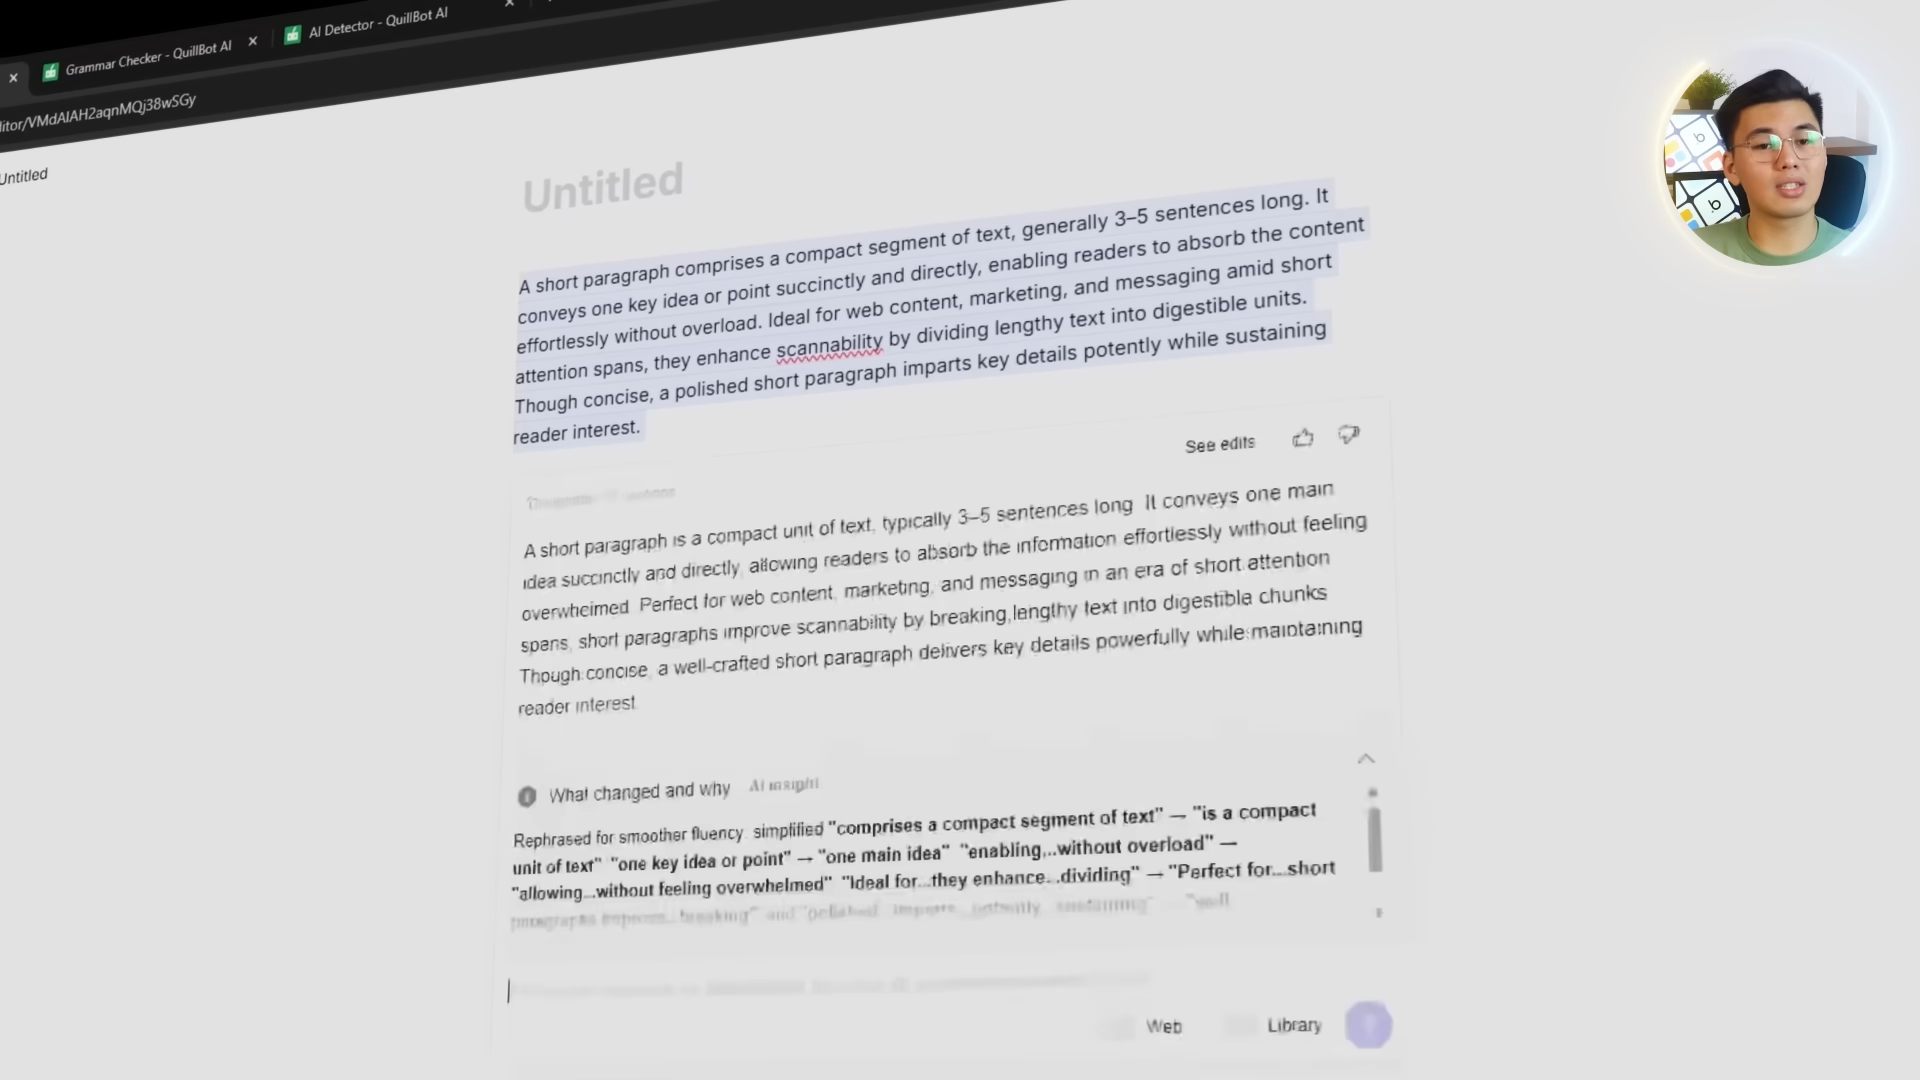 Grammar Checker - QuillBot AI
AI Detector - QuillBot AI
litor/VMdAIAH2aqnMQj38wSGy
Untitled
Untitled
A short paragraph comprises a compact segment of text, generally 3–5 sentences long. It
conveys one key idea or point succinctly and directly, enabling readers to absorb the content
effortlessly without overload. Ideal for web content, marketing, and messaging amid short
attention spans, they enhance scannability by dividing lengthy text into digestible units.
Though concise, a polished short paragraph imparts key details potently while sustaining
reader interest.
See edits
A short paragraph is a compact unit of text, typically 3–5 sentences long It conveys one main
idea succinctly and directly, allowing readers to absorb the information effortlessly without feeling
overwhelmed Perfect for web content, marketing, and messaging in an era of short attention
spans, short paragraphs improve scannability by breaking lengthy text into digestible chunks
Though concise, a well-crafted short paragraph delivers key details powerfully while maintaining
reader interest
What changed and why AI insight
Rephrased for smoother fluency simplified "comprises a compact segment of text" → "is a compact
unit of text" "one key idea or point" → "one main idea" "enabling...without overload" →
"allowing...without feeling overwhelmed" "Ideal for...they enhance...dividing" → "Perfect for...short
Web
Library
b
b